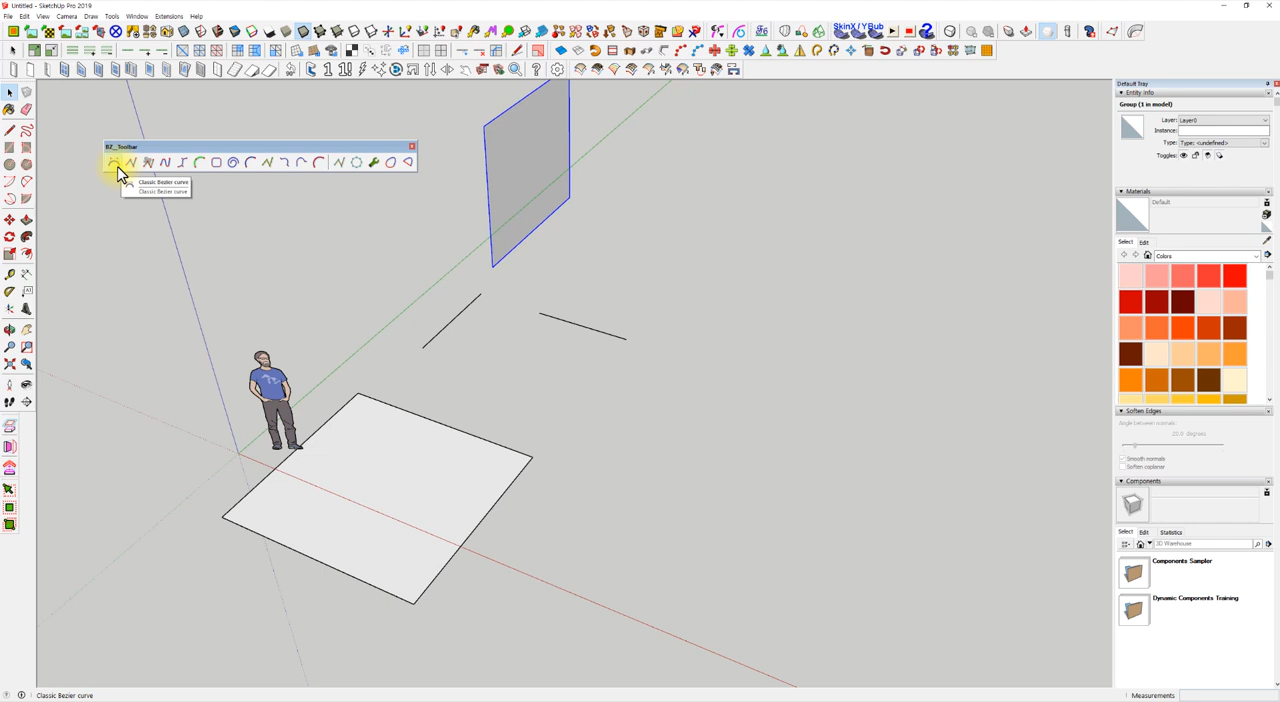 Untitled - SketchUp Pro 2019
File Edit View Camera Draw Tools Window Extensions Help
SkinX/YBub
BZ__Toolbar
Classic Bezier curve
Classic Bezier curve
Default Tray
Entity Info
Group (1 in model)
Layer: Layer0
Instance:
Type: Type: <undefined>
Toggles:
Materials
Default
Select Edit
Colors
Soften Edges
Angle between normals:
20.0 degrees
Smooth normals
Soften coplanar
Components
Select Edit Statistics
3D Warehouse
Components Sampler
Dynamic Components Training
Classic Bezier curve
Measurements